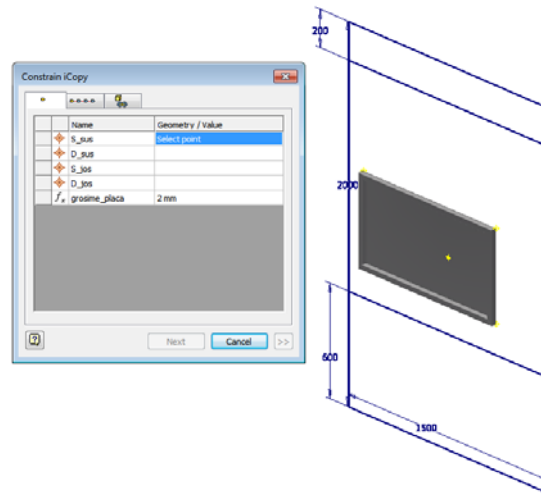 200
Constrain iCopy
Name Geometry / Value
S_sus Select point
D_sus
S_jos
D_jos
fx grosime_placa 2 mm
2000
Next Cancel >>
600
1500